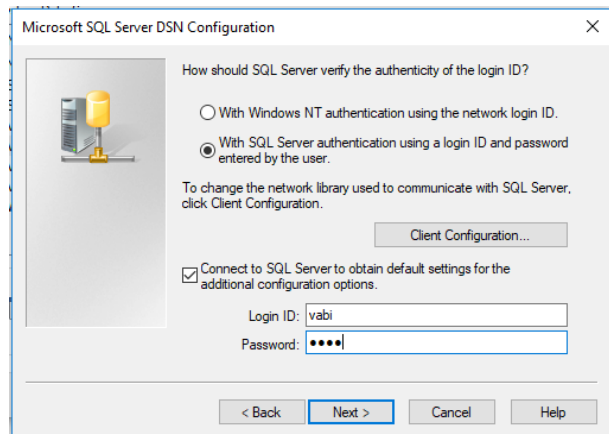 Microsoft SQL Server DSN Configuration
How should SQL Server verify the authenticity of the login ID?
With Windows NT authentication using the network login ID.
With SQL Server authentication using a login ID and password
entered by the user.
To change the network library used to communicate with SQL Server,
click Client Configuration.
Client Configuration...
Connect to SQL Server to obtain default settings for the
additional configuration options.
Login ID: vabi
Password: ••••
< Back Next > Cancel Help